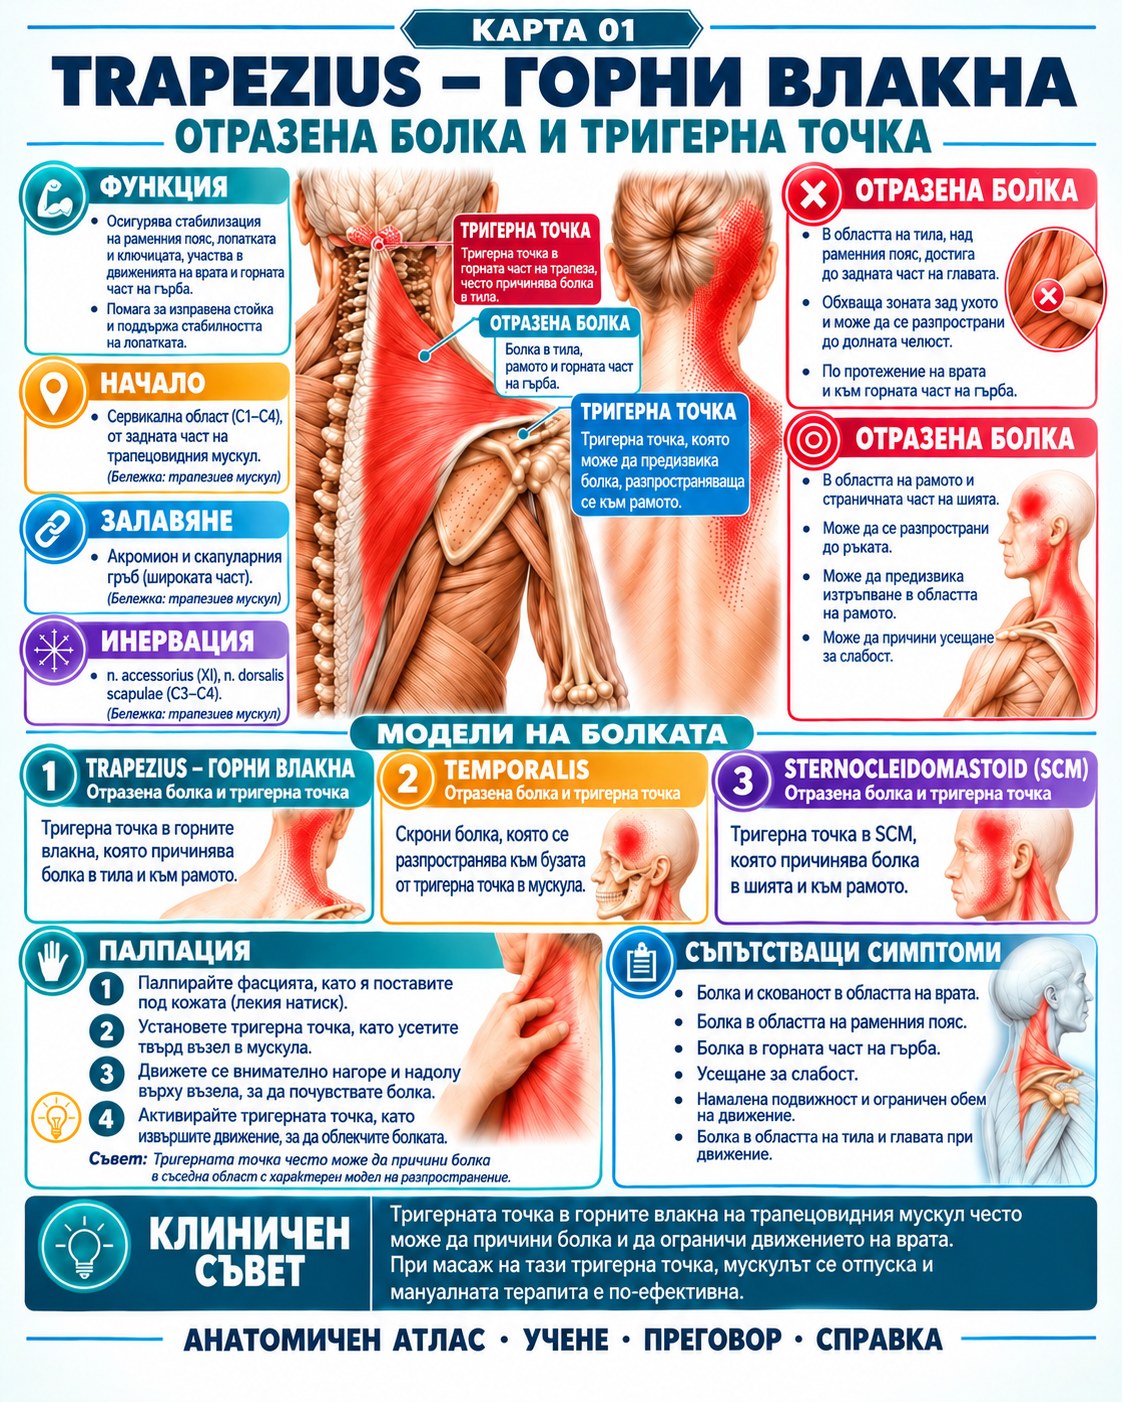 КАРТА 01
TRAPEZIUS – ГОРНИ ВЛАКНА
ОТРАЗЕНА БОЛКА И ТРИГЕРНА ТОЧКА
ФУНКЦИЯ
• Осигурява стабилизация
на раменния пояс, лопатката
и ключицата, участва в
движенията на врата и горната
част на гърба.
• Помага за изправена стойка
и поддържа стабилността
на лопатката.
НАЧАЛО
• Сервикална област (C1–C4),
от задната част на
трапецовидния мускул.
(Бележка: трапезиев мускул)
ЗАЛАВЯНЕ
• Акромион и скапуларния
гръб (широката част).
(Бележка: трапезиев мускул)
ИНЕРВАЦИЯ
• n. accessorius (XI), n. dorsalis
scapulae (C3–C4).
(Бележка: трапезиев мускул)
ТРИГЕРНА ТОЧКА
Тригерна точка в
горната част на трапеза,
често причинява болка
в тила.
ОТРАЗЕНА БОЛКА
Болка в тила,
рамото и горната част
на гърба.
ТРИГЕРНА ТОЧКА
Тригерна точка, която
може да предизвика
болка, разпространяваща
се към рамото.
ОТРАЗЕНА БОЛКА
• В областта на тила, над
раменния пояс, достига
до задната част на главата.
• Обхваща зоната зад ухото
и може да се разпространи
до долната челюст.
• По протежение на врата
и към горната част на гърба.
ОТРАЗЕНА БОЛКА
• В областта на рамото и
страничната част на шията.
• Може да се разпространи
до ръката.
• Може да предизвика
изтръпване в областта
на рамото.
• Може да причини усещане
за слабост.
МОДЕЛИ НА БОЛКАТА
1 TRAPEZIUS – ГОРНИ ВЛАКНА
Отразена болка и тригерна точка
Тригерна точка в горните
влакна, която причинява
болка в тила и към рамото.
2 TEMPORALIS
Отразена болка и тригерна точка
Скрони болка, която се
разпространява към бузата
от тригерна точка в мускула.
3 STERNOCLEIDOMASTOID (SCM)
Отразена болка и тригерна точка
Тригерна точка в SCM,
която причинява болка
в шията и към рамото.
ПАЛПАЦИЯ
1 Палпирайте фасцията, като я поставите
под кожата (лекия натиск).
2 Установете тригерна точка, като усетите
твърд възел в мускула.
3 Движете се внимателно нагоре и надолу
върху възела, за да почувствате болка.
4 Активирайте тригерната точка, като
извършите движение, за да облекчите болката.
Съвет: Тригерната точка често може да причини болка
в съседна област с характерен модел на разпространение.
СЪПЪТСТВАЩИ СИМПТОМИ
• Болка и скованост в областта на врата.
• Болка в областта на раменния пояс.
• Болка в горната част на гърба.
• Усещане за слабост.
• Намалена подвижност и ограничен обем
на движение.
• Болка в областта на тила и главата при
движение.
КЛИНИЧЕН
СЪВЕТ
Тригерната точка в горните влакна на трапецовидния мускул често
може да причини болка и да ограничи движението на врата.
При масаж на тази тригерна точка, мускулът се отпуска и
мануалната терапита е по-ефективна.
АНАТОМИЧЕН АТЛАС • УЧЕНЕ • ПРЕГОВОР • СПРАВКА